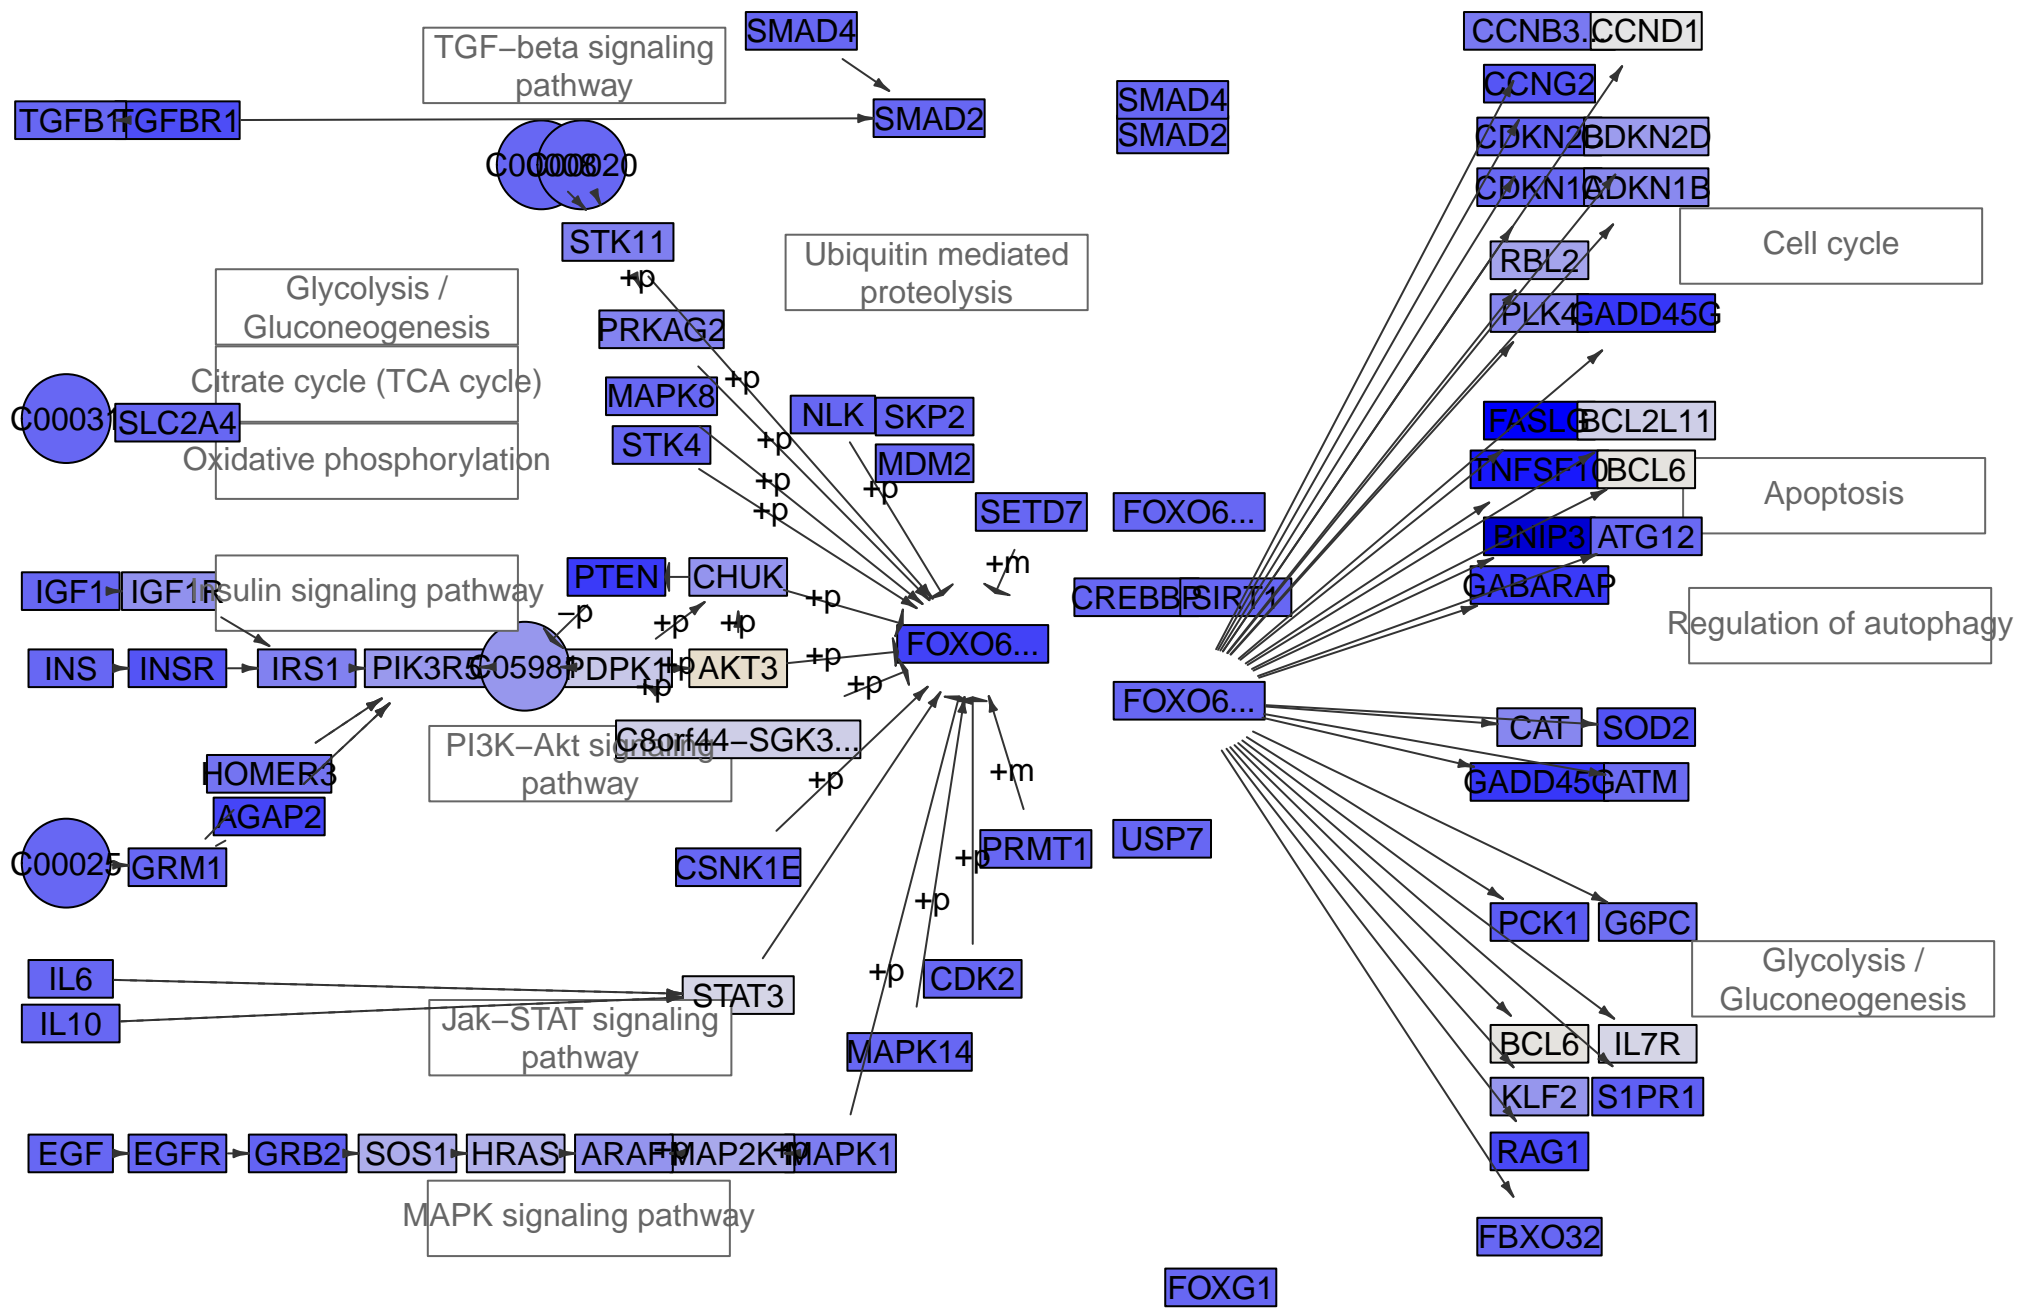 SMAD4
CCNB3...
CCND1
TGF−beta signaling
pathway
CCNG2
SMAD4
TGFB1
TGFBR1
SMAD2
SMAD2
CDKN2B
CDKN2D
C00020
STK11
CDKN1A
CDKN1B
+p
Ubiquitin mediated
proteolysis
Cell cycle
RBL2
Glycolysis /
Gluconeogenesis
PRKAG2
PLK4
GADD45G
Citrate cycle (TCA cycle)
+p
MAPK8
NLK
SKP2
C00031
SLC2A4
FASLG
BCL2L11
STK4
+p
MDM2
Oxidative phosphorylation
TNFSF10
BCL6
+p
+p
Apoptosis
+p
SETD7
FOXO6...
BNIP3
ATG12
+m
Insulin signaling pathway
IGF1
IGF1R
PTEN
CHUK
GABARAP
+p
CREBBP
SIRT1
−p
+p
+p
Regulation of autophagy
FOXO6...
INS
INSR
IRS1
PIK3R5
C05981
PDPK1
+p
AKT3
+p
+p
+p
FOXO6...
CAT
SOD2
C8orf44−SGK3...
PI3K−Akt signaling
pathway
HOMER3
+p
+m
GADD45G
ATM
AGAP2
USP7
PRMT1
C00025
GRM1
CSNK1E
+p
+p
PCK1
G6PC
Glycolysis /
Gluconeogenesis
IL6
+p
CDK2
STAT3
IL10
Jak−STAT signaling
pathway
MAPK14
BCL6
IL7R
KLF2
S1PR1
EGF
EGFR
GRB2
SOS1
HRAS
ARAF
+p
MAP2K1
+p
MAPK1
RAG1
MAPK signaling pathway
FBXO32
FOXG1